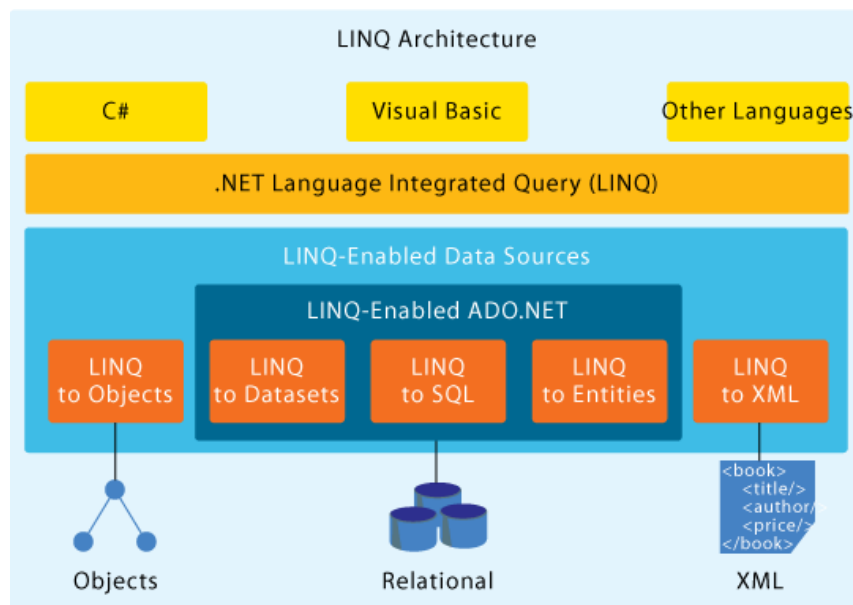 LINQ Architecture
C#
Visual Basic
Other Languages
.NET Language Integrated Query (LINQ)
LINQ-Enabled Data Sources
LINQ-Enabled ADO.NET
LINQ
to Objects
LINQ
to Datasets
LINQ
to SQL
LINQ
to Entities
LINQ
to XML
<book>
<title/>
<author/>
<price/>
</book>
Objects
Relational
XML